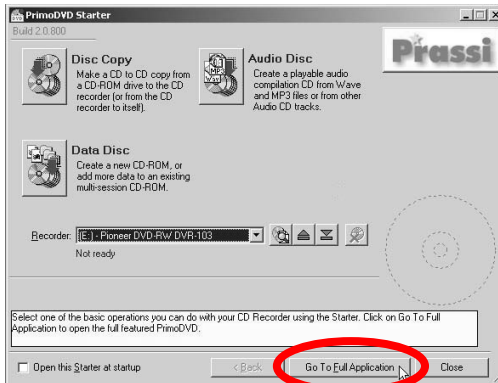 PrimoDVD Starter
Build 2.0.800
Prassi
Disc Copy
Make a CD to CD copy from
a CD-ROM drive to the CD
recorder (or from the CD
recorder to itself).
Audio Disc
Create a playable audio
compilation CD from Wave
and MP3 files or from other
Audio CD tracks.
MP3
Wav
Data Disc
Create a new CD-ROM, or
add more data to an existing
multi-session CD-ROM.
Recorder: (E:) - Pioneer DVD-RW DVR-103
Not ready
Select one of the basic operations you can do with your CD Recorder using the Starter. Click on Go To Full
Application to open the full featured PrimoDVD.
Open this Starter at startup
< Back
Go To Full Application
Close